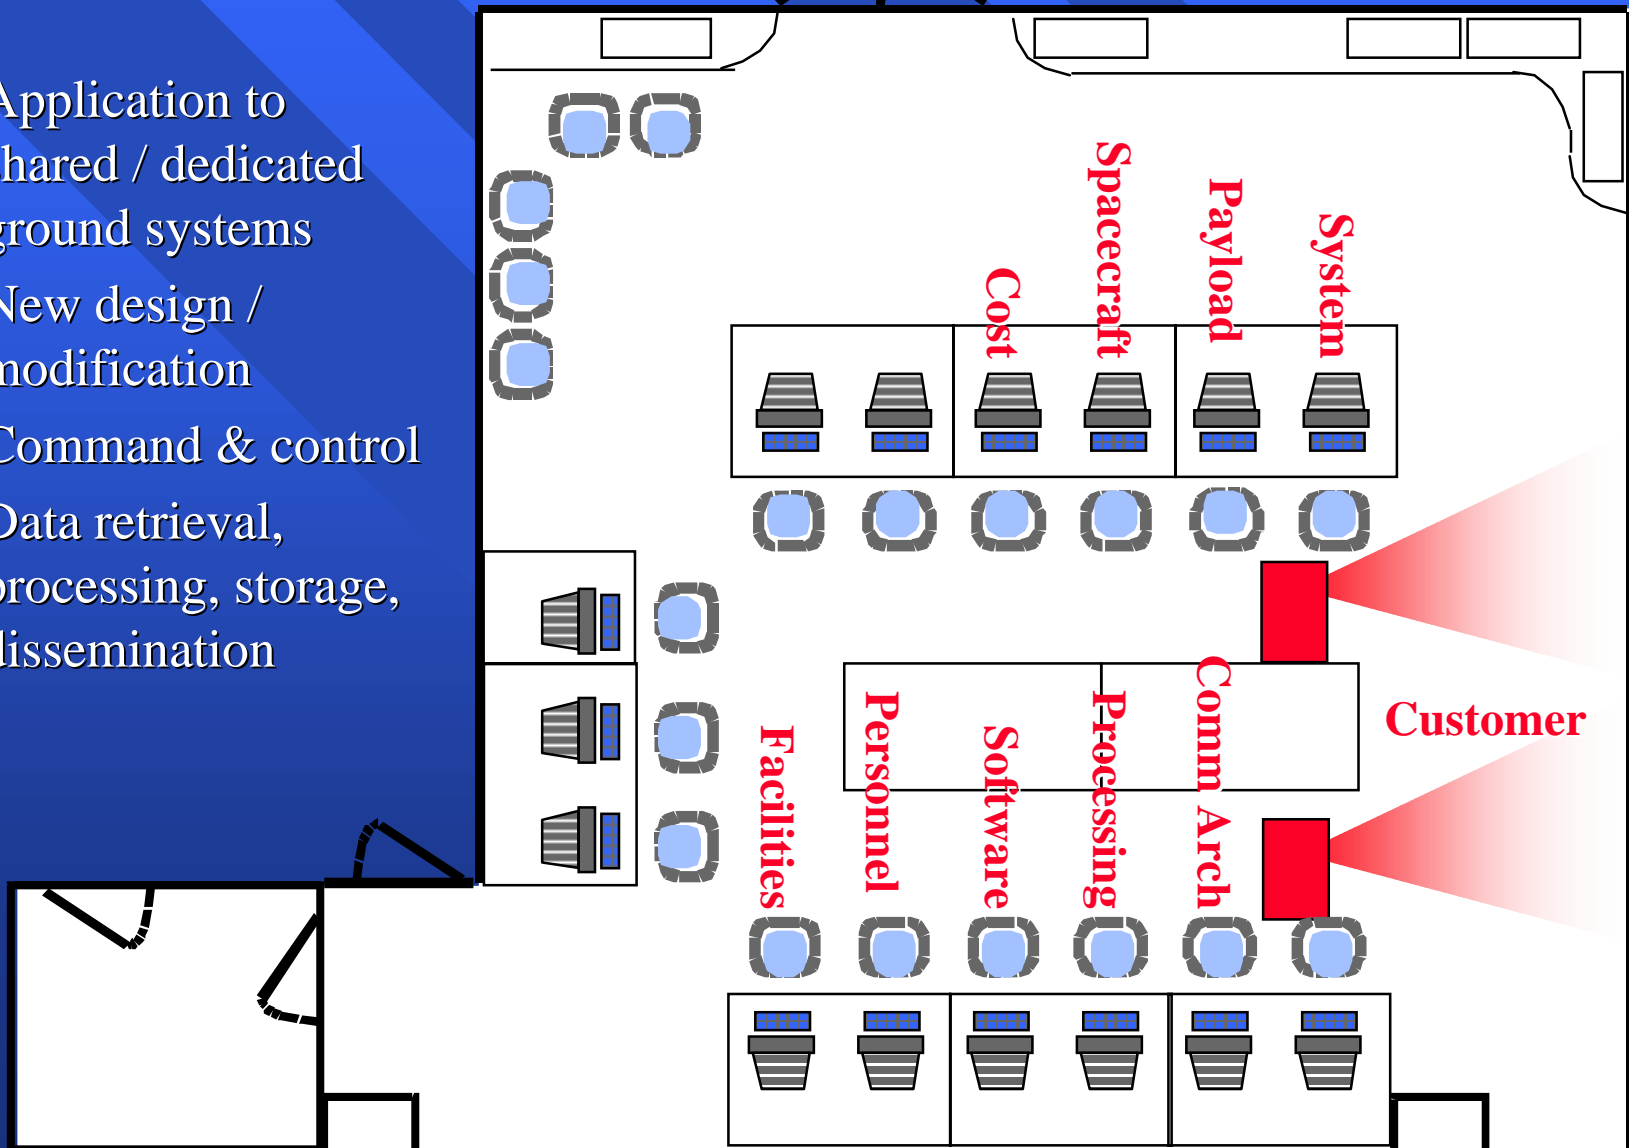 Application to
shared / dedicated
ground systems
New design /
modification
Command & control
Data retrieval,
processing, storage,
dissemination
Cost
Spacecraft
Payload
System
Customer
Facilities
Personnel
Software
Processing
Comm Arch